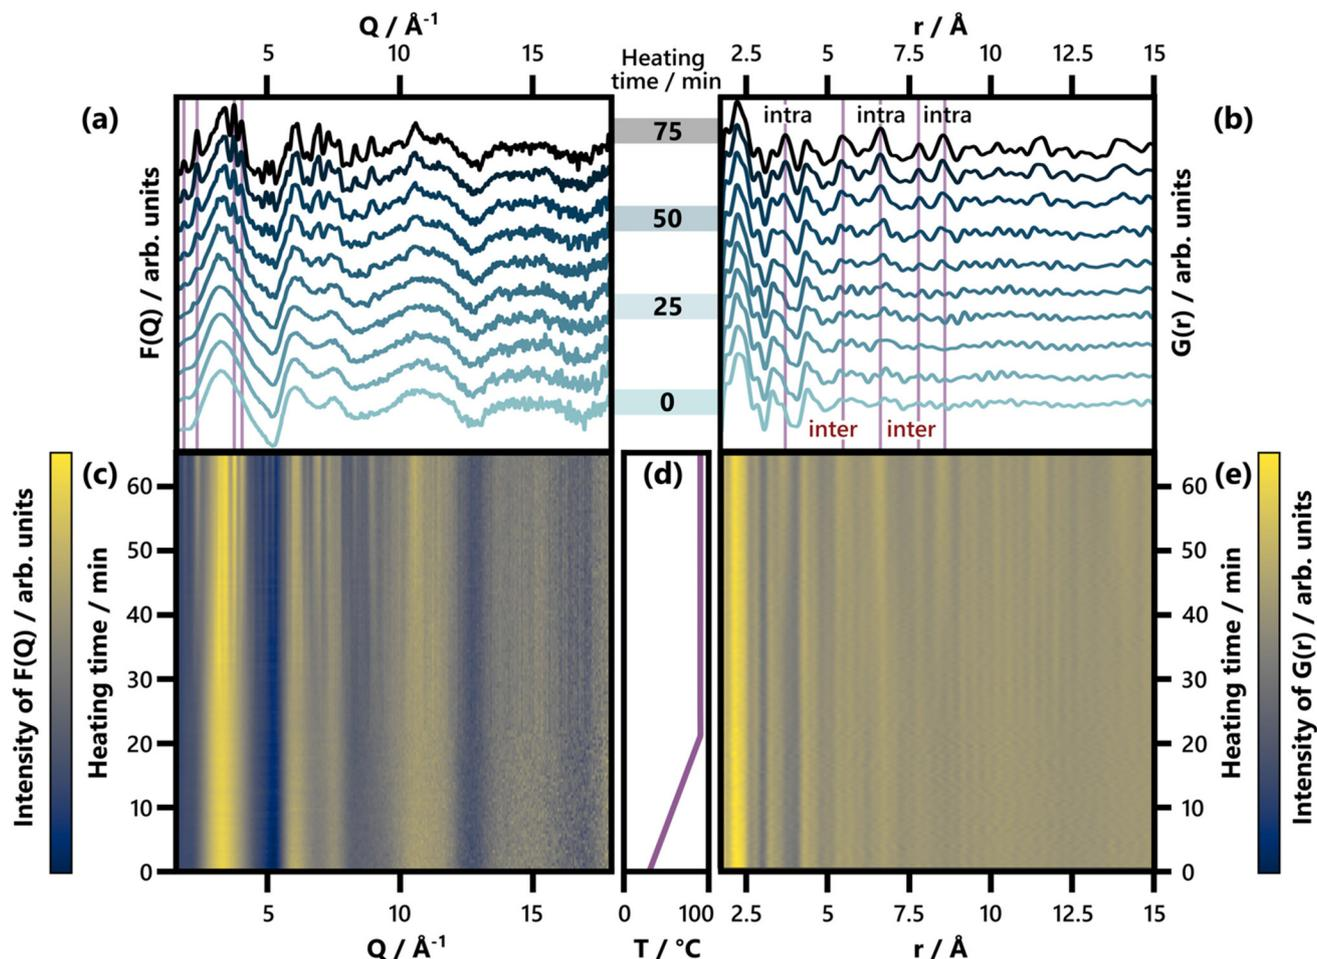 Q / Å-1
r / Å
5 10 15
Heating
time / min
2.5 5 7.5 10 12.5 15
(a)
(b)
intra intra intra
75
50
25
0
F(Q) / arb. units
G(r) / arb. units
inter inter
(c)
(d)
(e)
60
50
40
30
20
10
0
60
50
40
30
20
10
0
Intensity of F(Q) / arb. units
Heating time / min
Heating time / min
Intensity of G(r) / arb. units
5 10 15
0 100
2.5 5 7.5 10 12.5 15
Q / Å-1
T / °C
r / Å